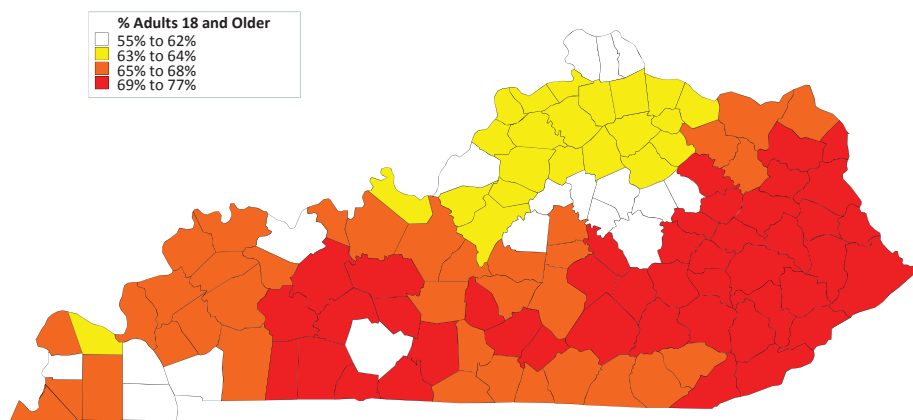 % Adults 18 and Older
55% to 62%
63% to 64%
65% to 68%
69% to 77%